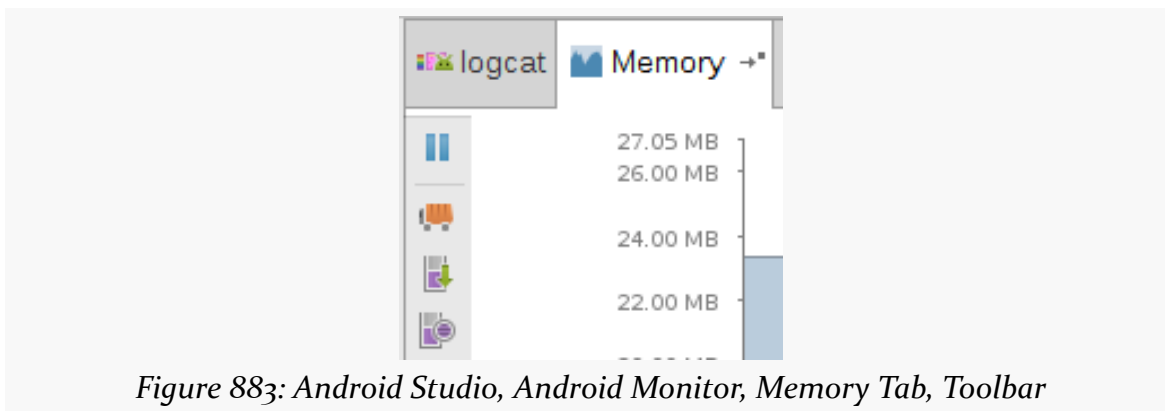 logcat Memory
27.05 MB
26.00 MB
24.00 MB
22.00 MB
Figure 883: Android Studio, Android Monitor, Memory Tab, Toolbar